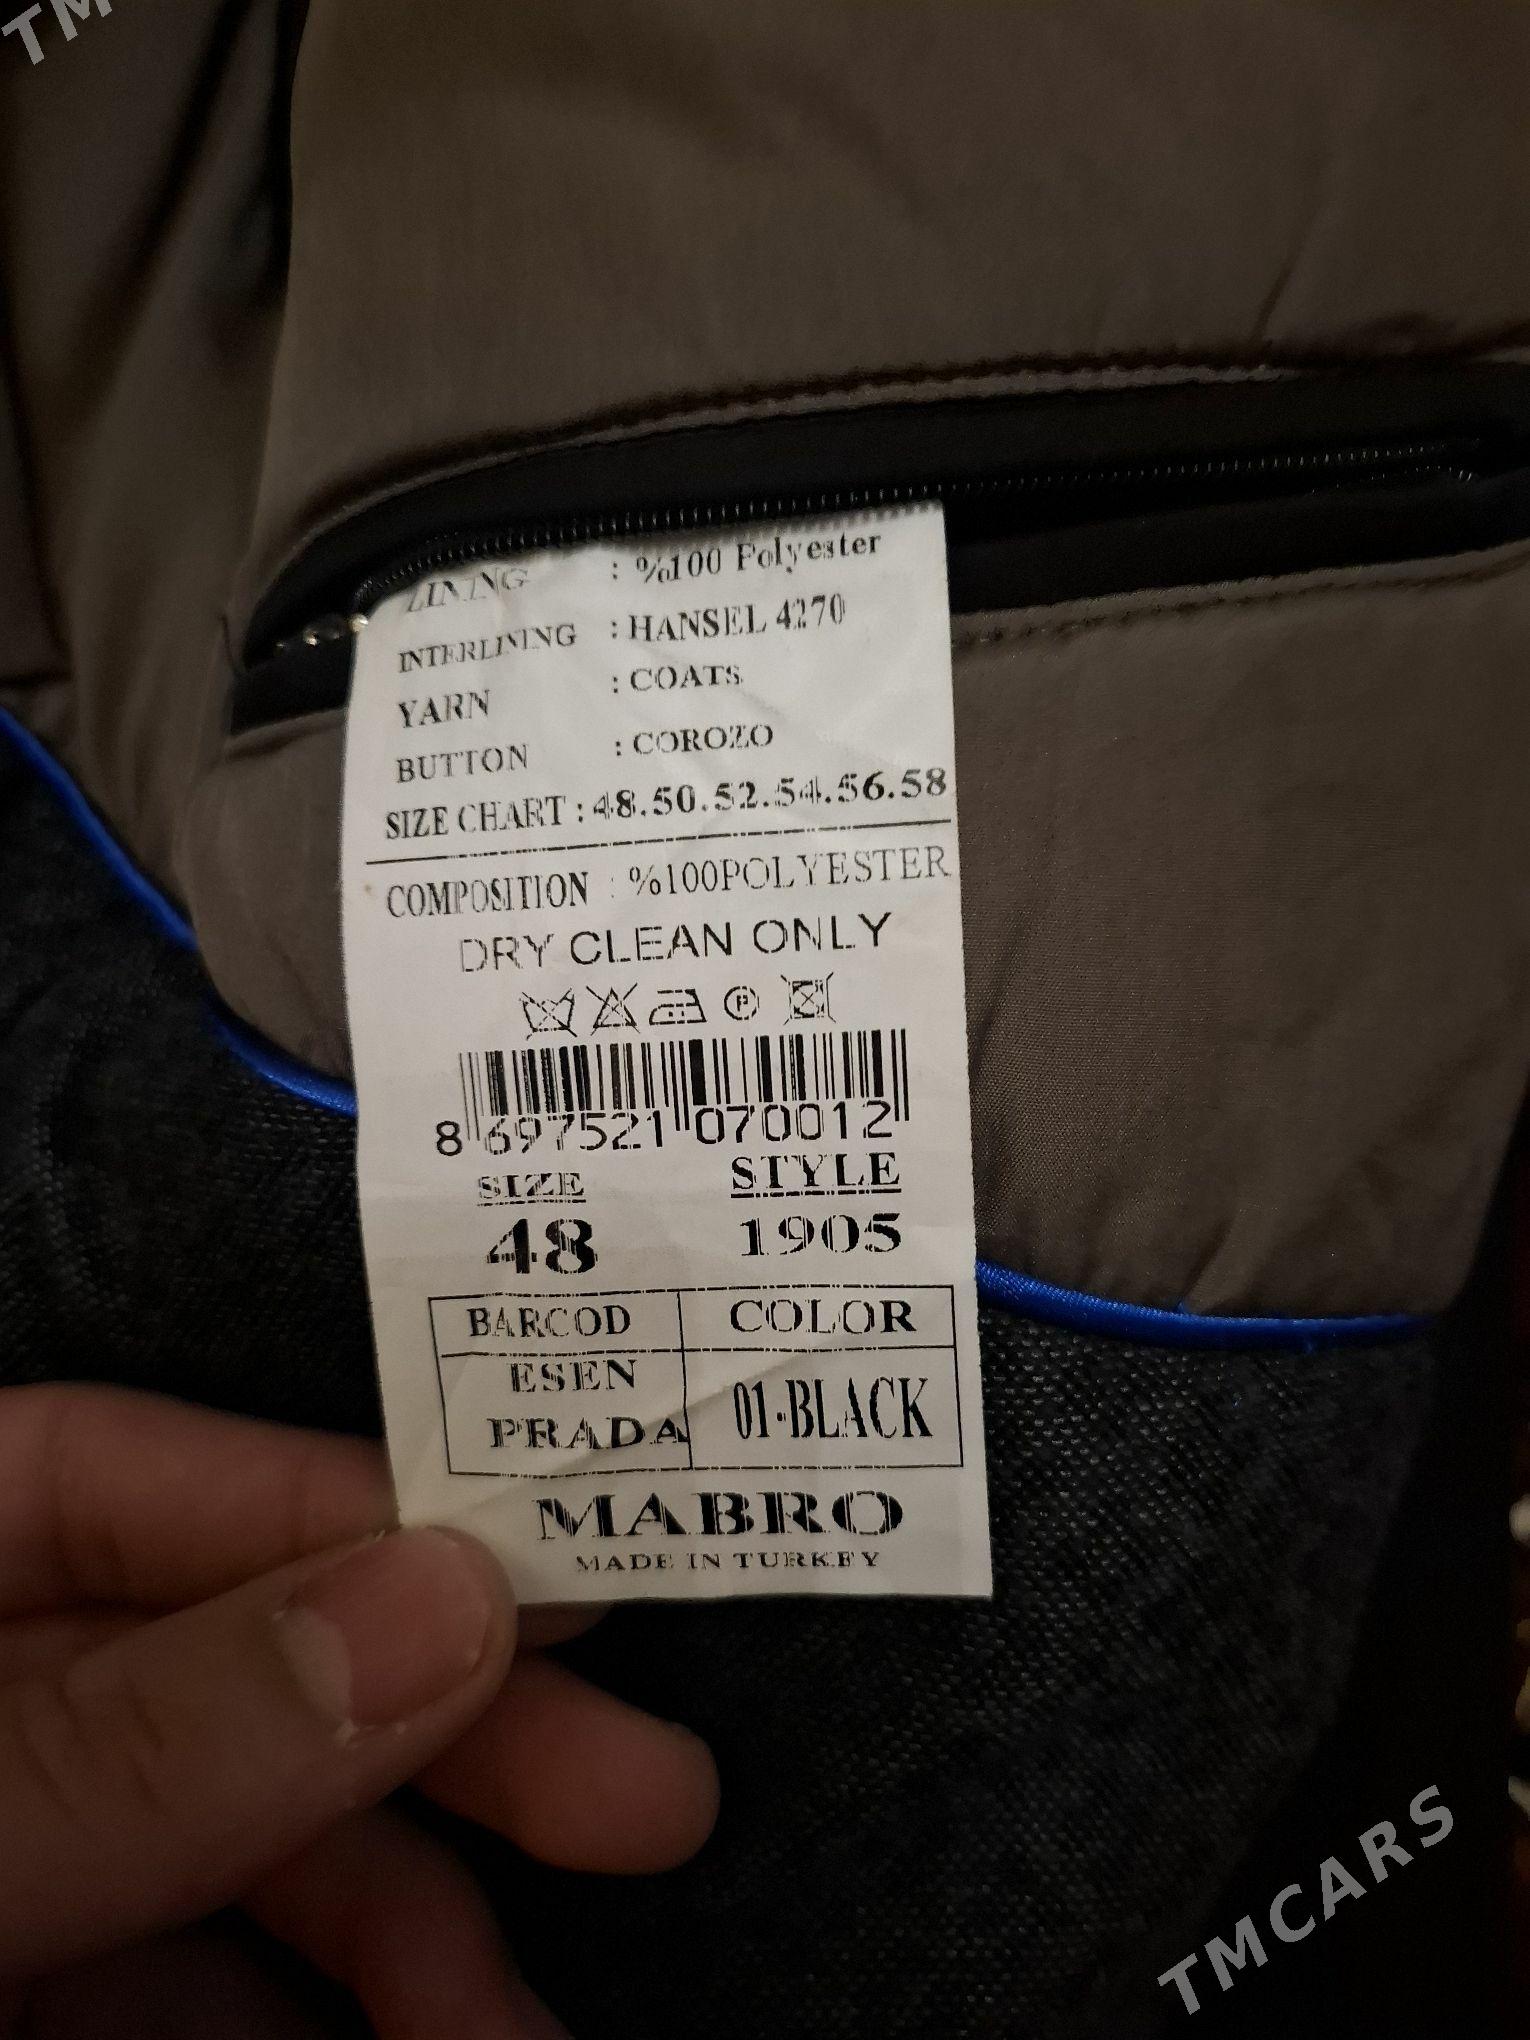 TM
LINING : %100 Polyester
INTERLINING : HANSEL 4270
YARN : COATS
BUTTON : COROZO
SIZE CHART : 48.50.52.54.56.58
COMPOSITION : %100POLYESTER
DRY CLEAN ONLY
P
8 697521 070012
SIZE STYLE
48 1905
BARCOD COLOR
ESEN PRADA 01-BLACK
MABRO
MADE IN TURKEY
TMCARS